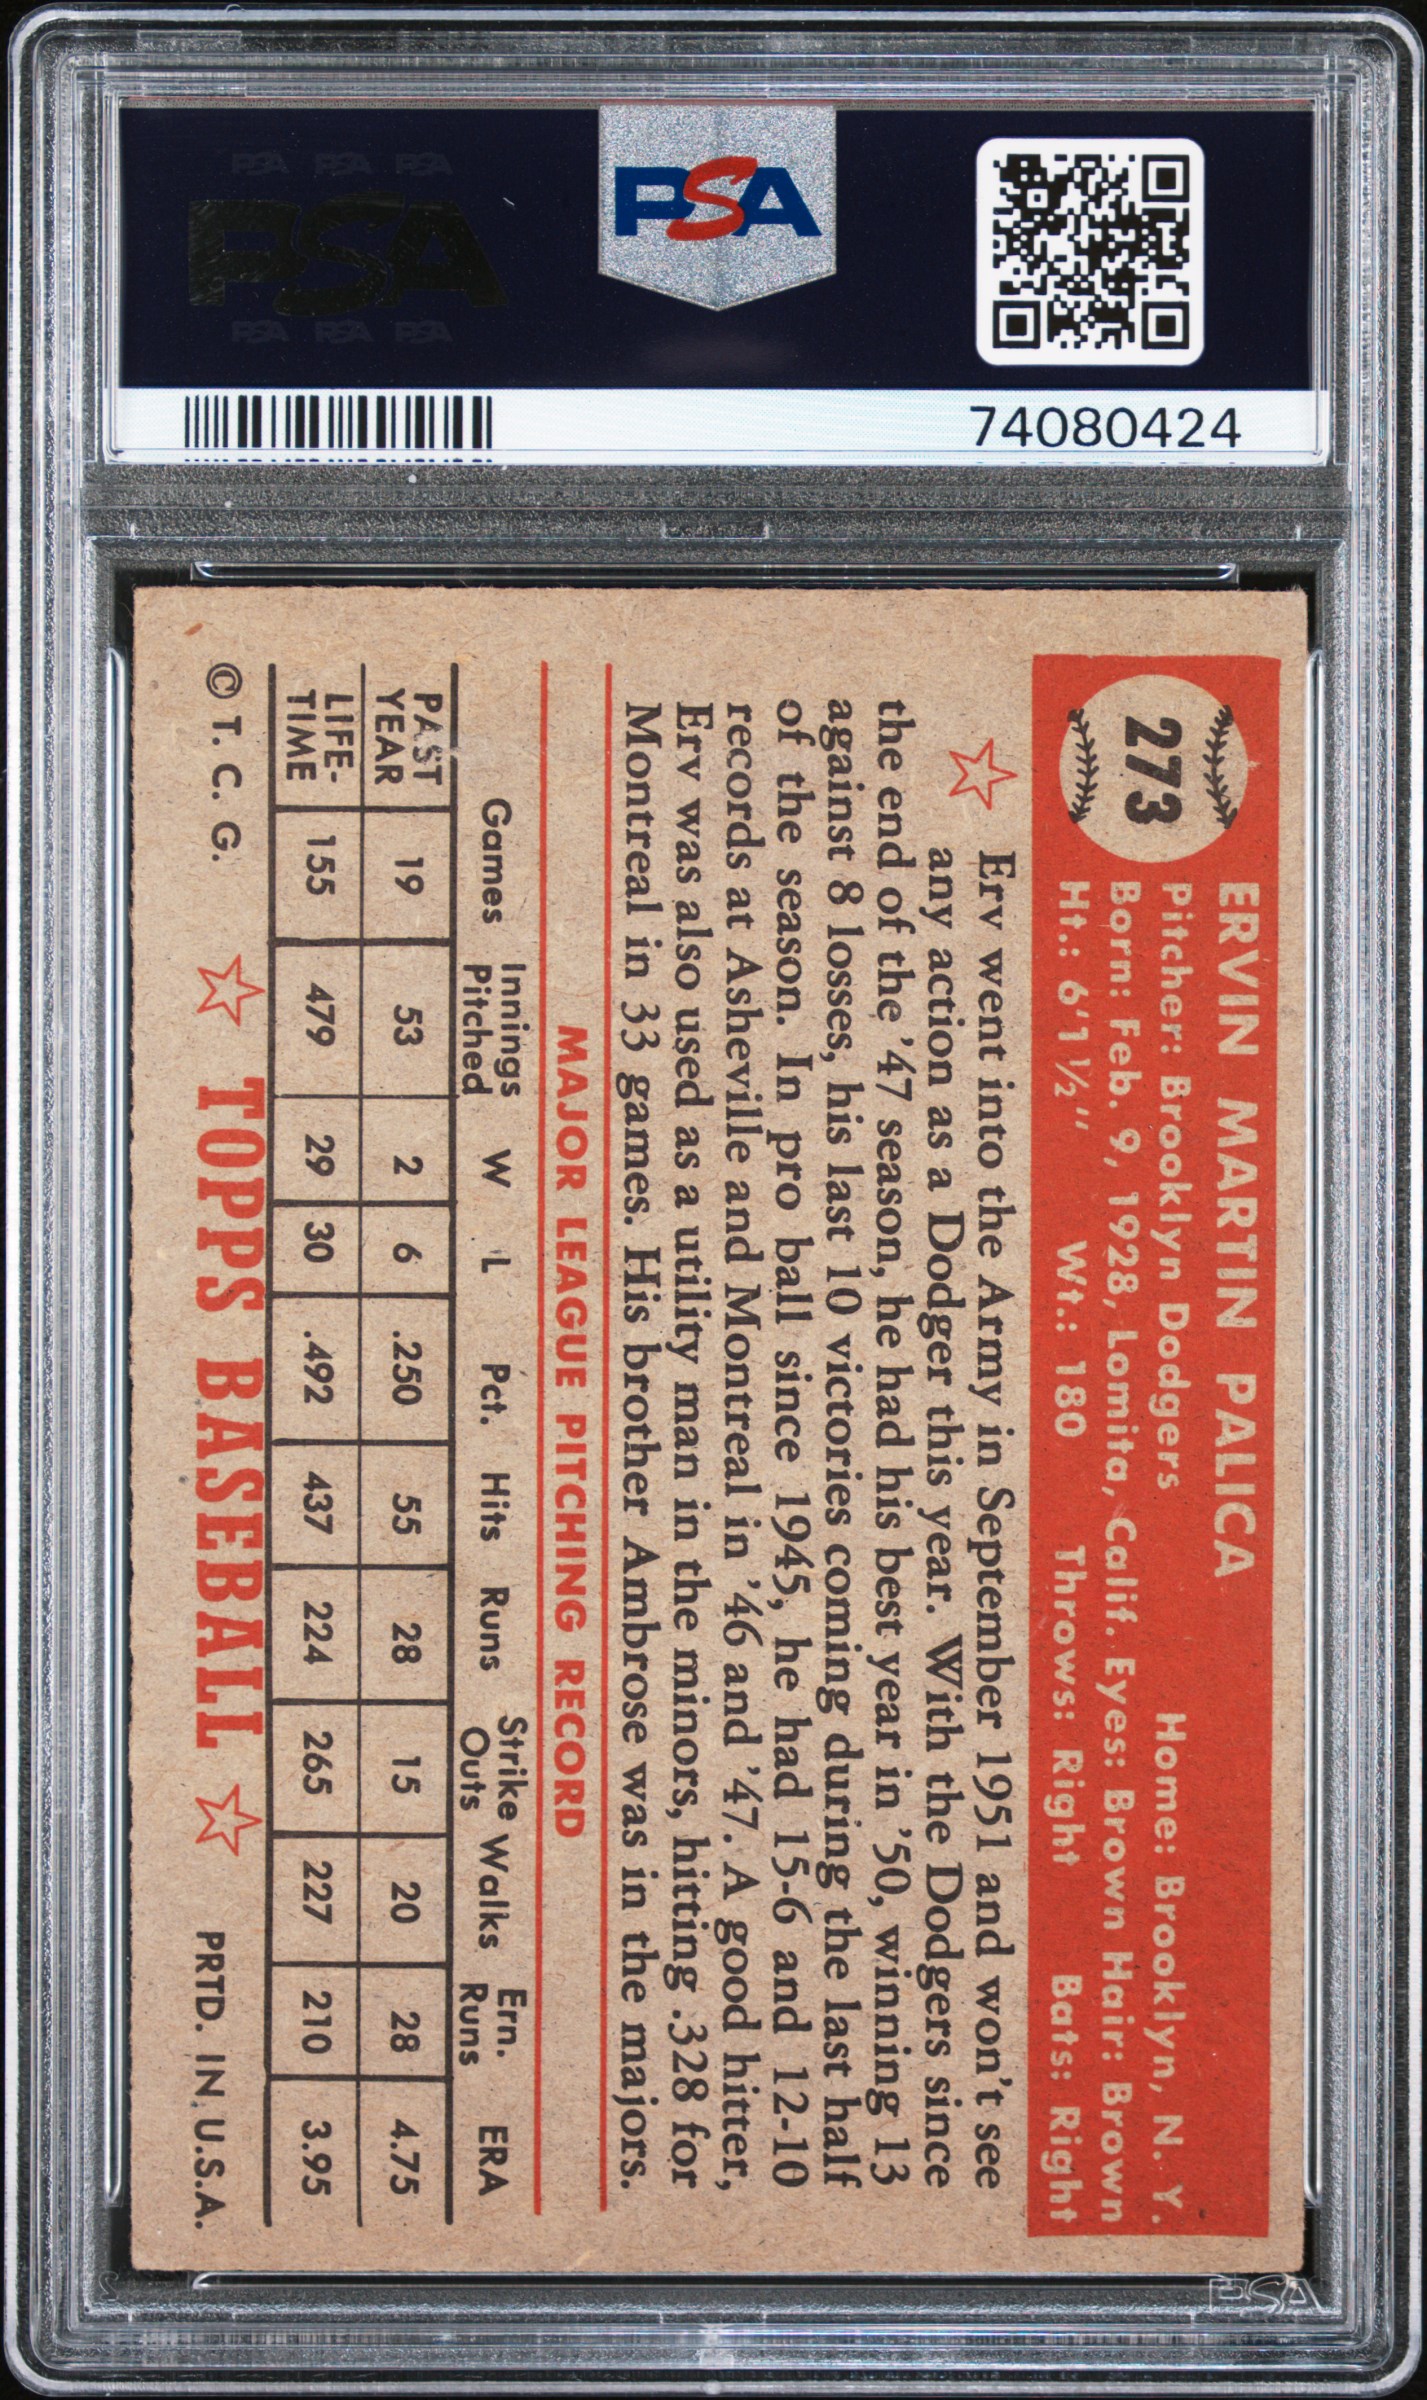 PSA PSA PSA
PSA
PSA PSA PSA
PSA
74080424
273
ERVIN MARTIN PALICA
Pitcher: Brooklyn Dodgers Home: Brooklyn, N. Y.
Born: Feb. 9, 1928, Lomita, Calif. Eyes: Brown Hair: Brown
Ht.: 6'1½" Wt.: 180 Throws: Right Bats: Right
Erv went into the Army in September 1951 and won't see
any action as a Dodger this year. With the Dodgers since
the end of the '47 season, he had his best year in '50, winning 13
against 8 losses, his last 10 victories coming during the last half
of the season. In pro ball since 1945, he had 15-6 and 12-10
records at Asheville and Montreal in '46 and '47. A good hitter,
Erv was also used as a utility man in the minors, hitting .328 for
Montreal in 33 games. His brother Ambrose was in the majors.
MAJOR LEAGUE PITCHING RECORD
Games Innings Pitched W L Pct. Hits Runs Strike Outs Walks Ern. Runs ERA
PAST YEAR 19 53 2 6 .250 55 28 15 20 28 4.75
LIFE-TIME 155 479 29 30 .492 437 224 265 227 210 3.95
© T. C. G. TOPPS BASEBALL PRTD. IN U.S.A.
PSA